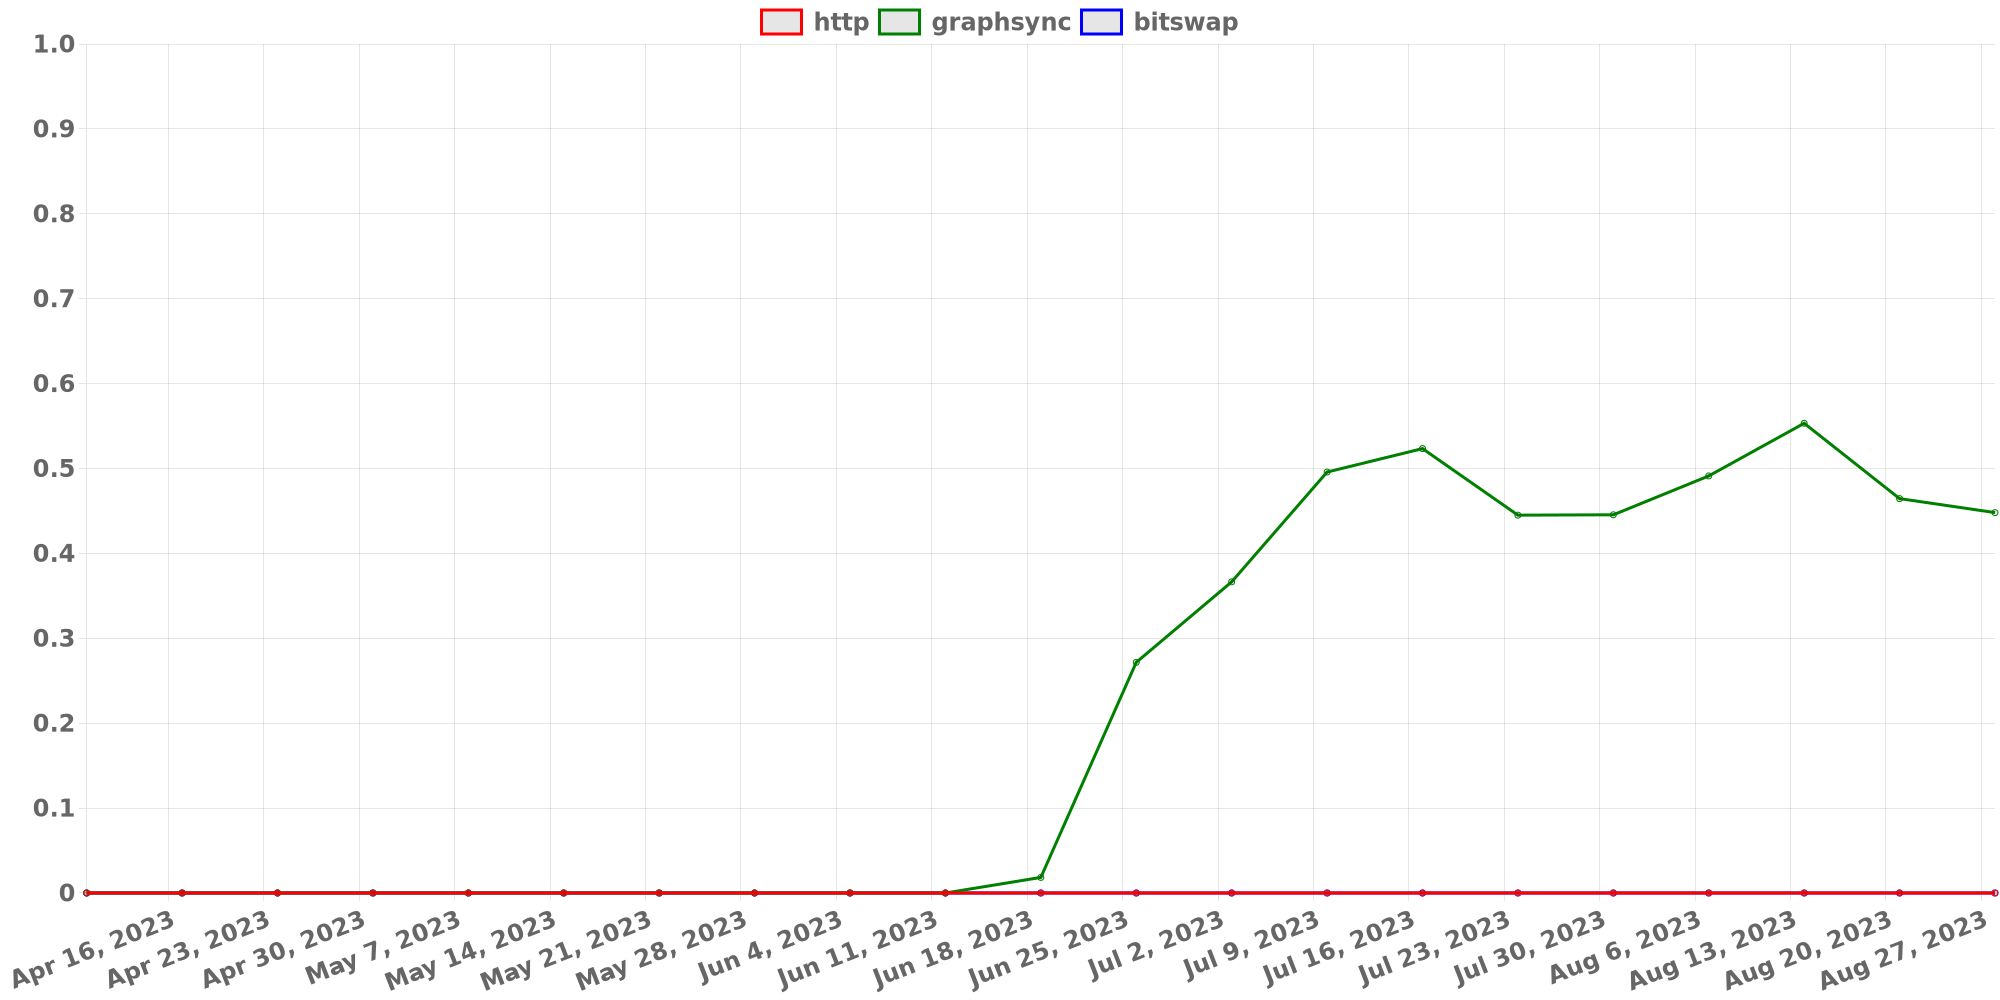 http graphsync bitswap
1.0
0.9
0.8
0.7
0.6
0.5
0.4
0.3
0.2
0.1
0
Apr 16, 2023
Apr 23, 2023
Apr 30, 2023
May 7, 2023
May 14, 2023
May 21, 2023
May 28, 2023
Jun 4, 2023
Jun 11, 2023
Jun 18, 2023
Jun 25, 2023
Jul 2, 2023
Jul 9, 2023
Jul 16, 2023
Jul 23, 2023
Jul 30, 2023
Aug 6, 2023
Aug 13, 2023
Aug 20, 2023
Aug 27, 2023